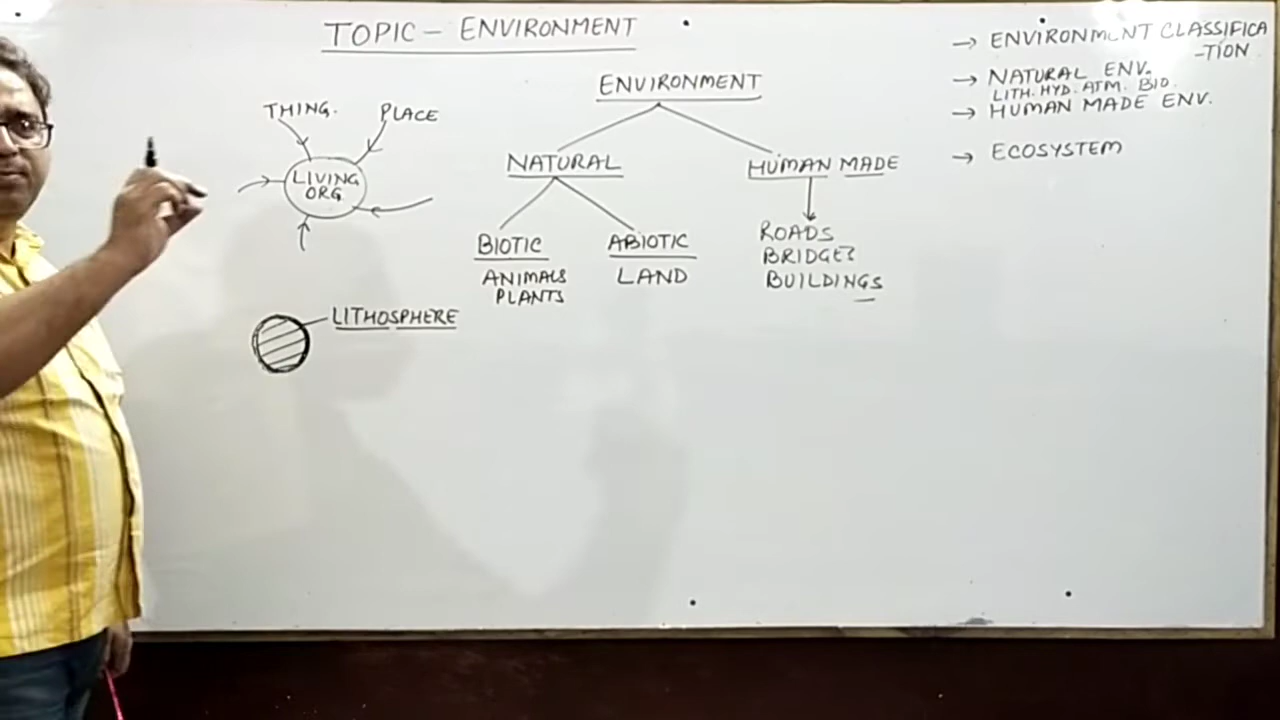 TOPIC - ENVIRONMENT
THING.
PLACE
LIVING
ORG
ENVIRONMENT
NATURAL
HUMAN MADE
BIOTIC
ANIMALS
PLANTS
ABIOTIC
LAND
ROADS
BRIDGES
BUILDINGS
LITHOSPHERE
→ ENVIRONMENT CLASSIFICA
-TION
→ NATURAL ENV.
LITH. HYD. ATM. BIO.
→ HUMAN MADE ENV.
→ ECOSYSTEM